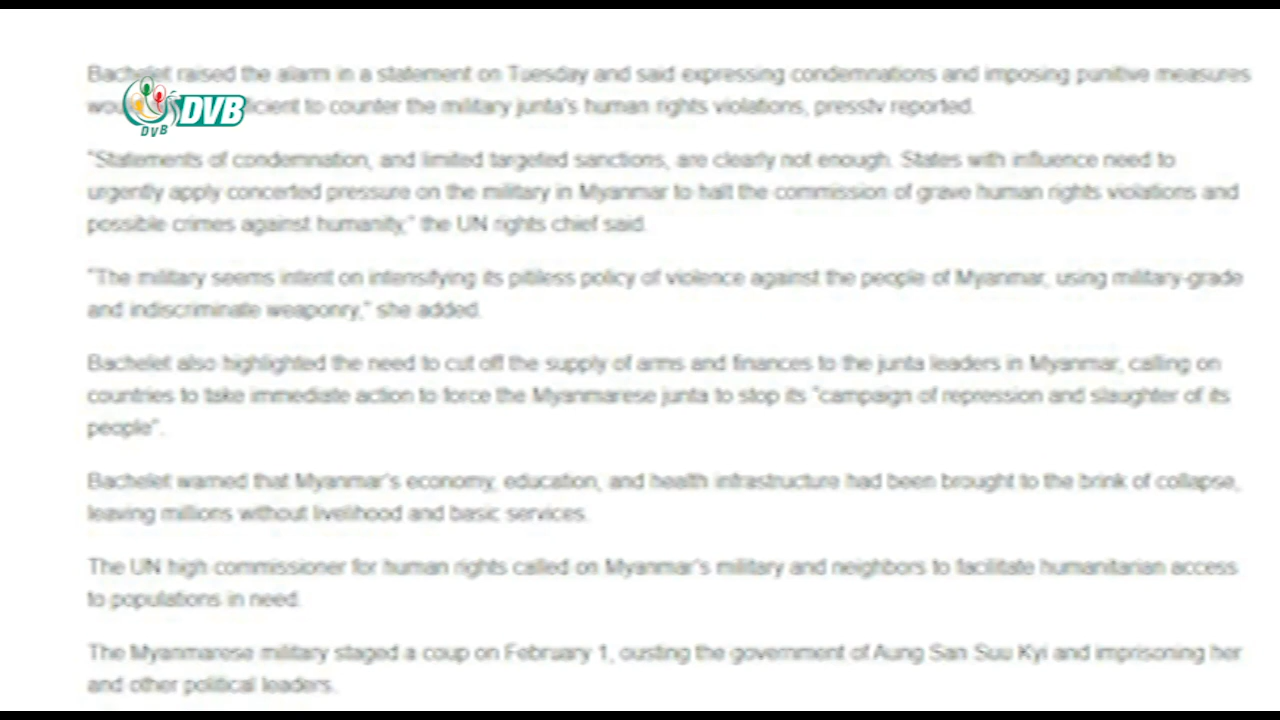 Bachelet raised the alarm in a statement on Tuesday and said expressing condemnations and imposing punitive measures
cient to counter the military junta's human rights violations, presstv reported.
DVB
DVB
"Statements of condemnation, and limited targeted sanctions, are clearly not enough. States with influence need to
urgently apply concerted pressure on the military in Myanmar to halt the commission of grave human rights violations and
possible crimes against humanity," the UN rights chief said.
"The military seems intent on intensifying its pitiless policy of violence against the people of Myanmar, using military-grade
and indiscriminate weaponry," she added.
Bachelet also highlighted the need to cut off the supply of arms and finances to the junta leaders in Myanmar, calling on
countries to take immediate action to force the Myanmarese junta to stop its "campaign of repression and slaughter of its
people".
Bachelet warned that Myanmar's economy, education, and health infrastructure had been brought to the brink of collapse,
leaving millions without livelihood and basic services.
The UN high commissioner for human rights called on Myanmar's military and neighbors to facilitate humanitarian access
to populations in need.
The Myanmarese military staged a coup on February 1, ousting the government of Aung San Suu Kyi and imprisoning her
and other political leaders.